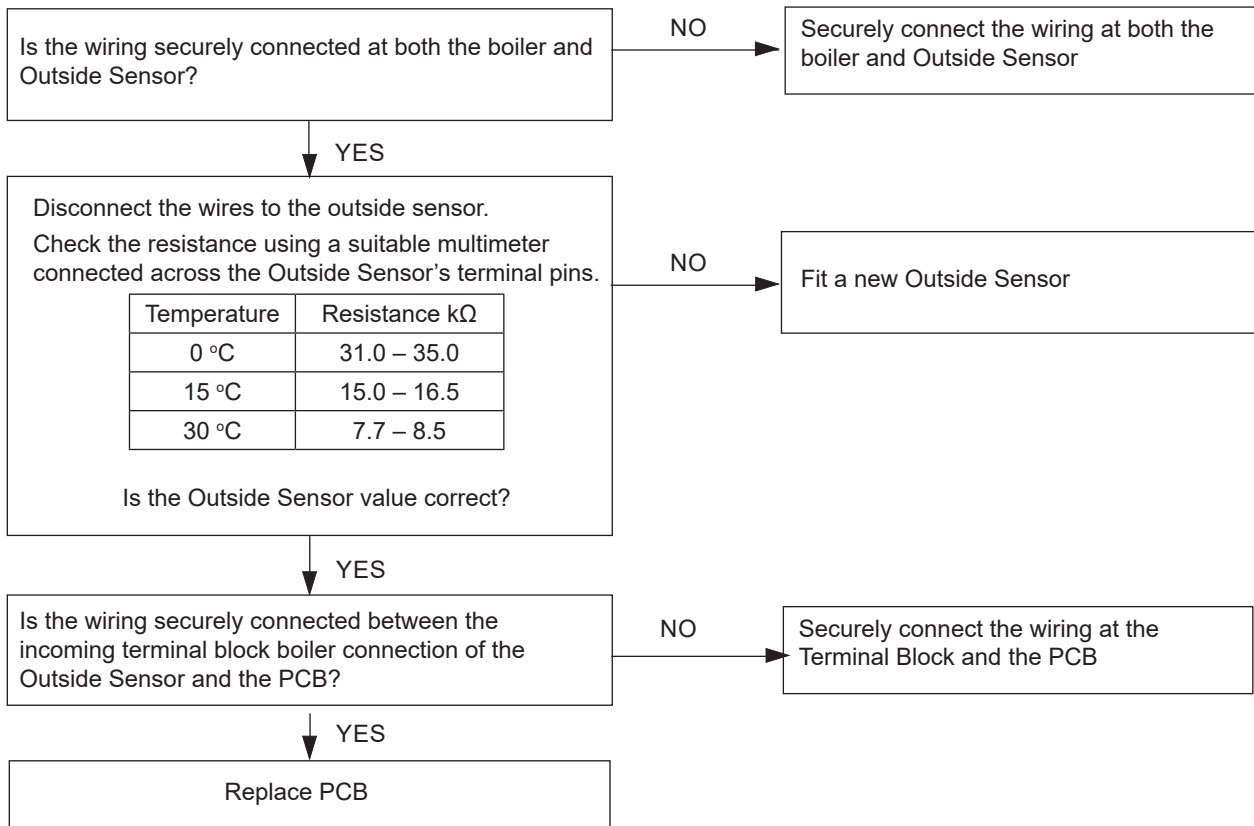 Is the wiring securely connected at both the boiler and
Outside Sensor?
NO
Securely connect the wiring at both the
boiler and Outside Sensor
YES
Disconnect the wires to the outside sensor.
Check the resistance using a suitable multimeter
connected across the Outside Sensor’s terminal pins.
Temperature Resistance kΩ
0 °C 31.0 – 35.0
15 °C 15.0 – 16.5
30 °C 7.7 – 8.5
Is the Outside Sensor value correct?
NO
Fit a new Outside Sensor
YES
Is the wiring securely connected between the
incoming terminal block boiler connection of the
Outside Sensor and the PCB?
NO
Securely connect the wiring at the
Terminal Block and the PCB
YES
Replace PCB